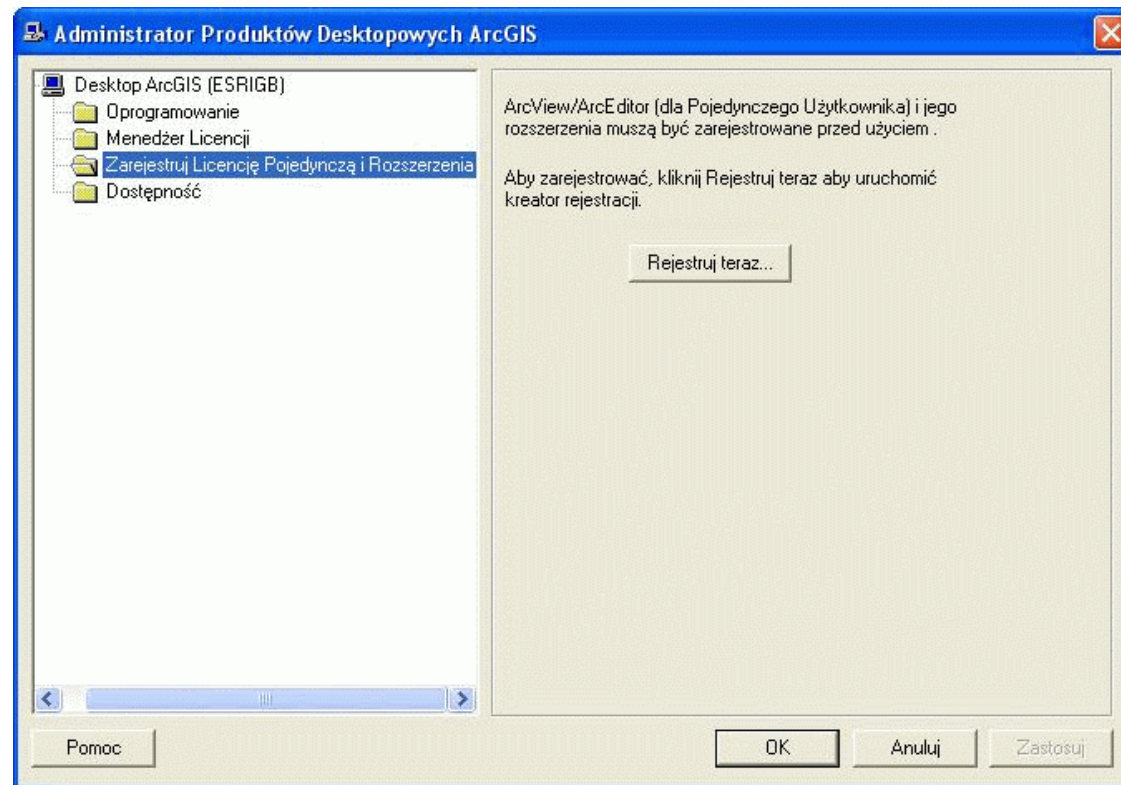 Administrator Produktów Desktopowych ArcGIS
Desktop ArcGIS (ESRIGB)
Oprogramowanie
Menedżer Licencji
Zarejestruj Licencję Pojedynczą i Rozszerzenia
Dostępność
ArcView/ArcEditor (dla Pojedynczego Użytkownika) i jego
rozszerzenia muszą być zarejestrowane przed użyciem .
Aby zarejestrować, kliknij Rejestruj teraz aby uruchomić
kreator rejestracji.
Rejestruj teraz...
Pomoc
OK
Anuluj
Zastosuj